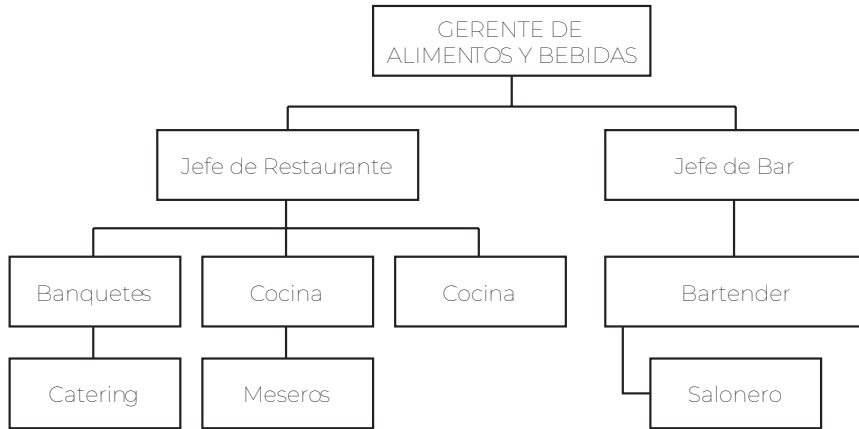 GERENTE DE
ALIMENTOS Y BEBIDAS
Jefe de Restaurante
Jefe de Bar
Banquetes
Cocina
Cocina
Bartender
Catering
Meseros
Salonero